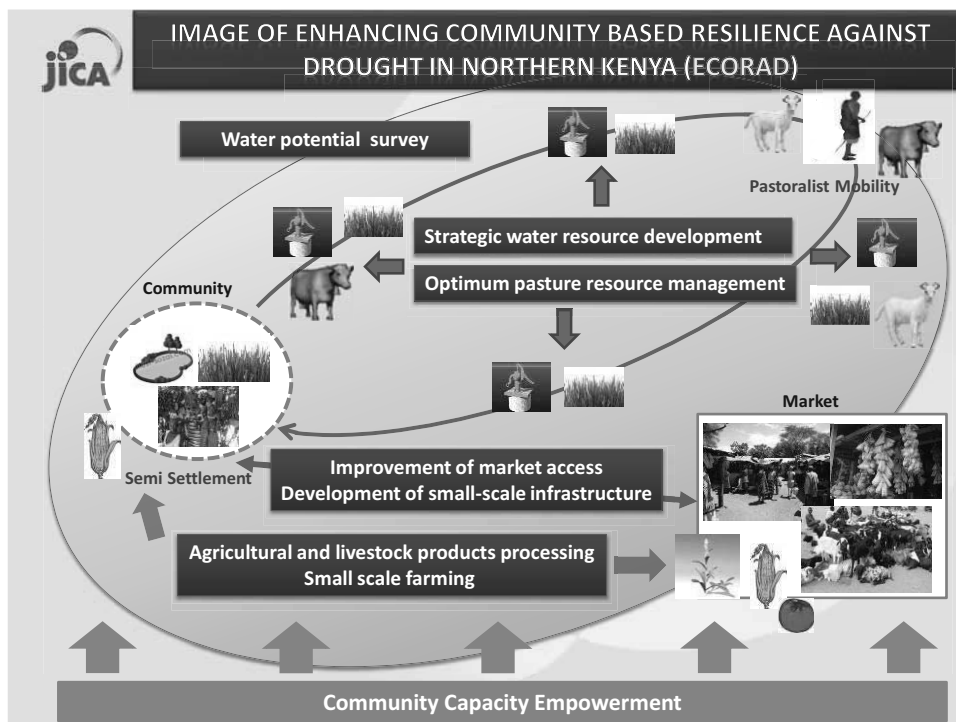 jICA
IMAGE OF ENHANCING COMMUNITY BASED RESILIENCE AGAINST
DROUGHT IN NORTHERN KENYA (ECORAD)
Water potential survey
Pastoralist Mobility
Strategic water resource development
Optimum pasture resource management
Community
Semi Settlement
Market
Improvement of market access
Development of small-scale infrastructure
Agricultural and livestock products processing
Small scale farming
Community Capacity Empowerment